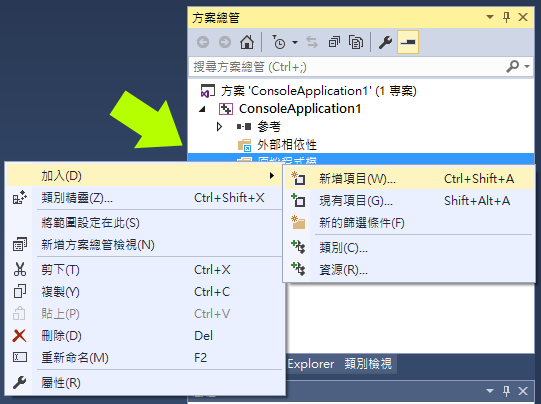 方案總管
搜尋方案總管 (Ctrl+;)
方案 'ConsoleApplication1' (1 專案)
ConsoleApplication1
參考
外部相依性
加入(D)
類別精靈(Z)... Ctrl+Shift+X
將範圍設定在此(S)
新增方案總管檢視(N)
剪下(T) Ctrl+X
複製(Y) Ctrl+C
貼上(P) Ctrl+V
刪除(D) Del
重新命名(M) F2
屬性(R)
新增項目(W)... Ctrl+Shift+A
現有項目(G)... Shift+Alt+A
新的篩選條件(F)
類別(C)...
資源(R)...
Explorer 類別檢視